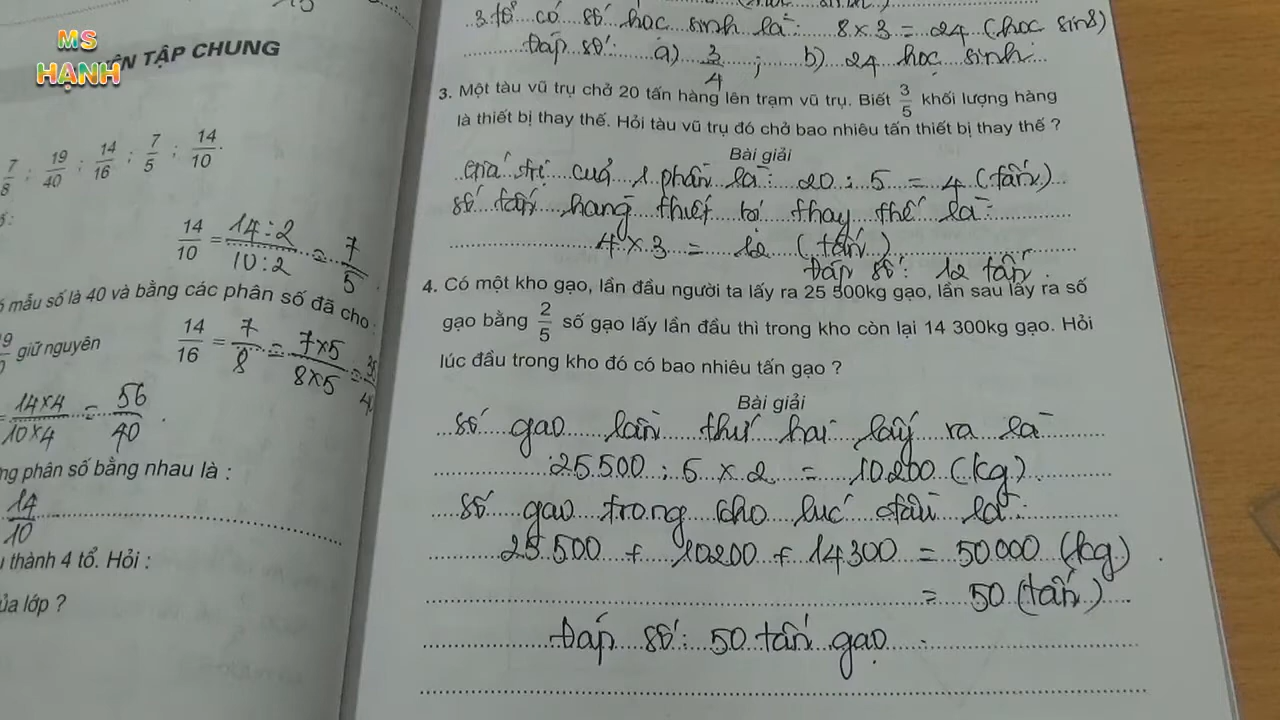 MS
HẠNH
ỆN TẬP CHUNG
7/8 ; 19/40 ; 14/16 ; 7/5 ; 14/10.
14/10 = 14:2/10:2 = 7/5
ó mẫu số là 40 và bằng các phân số đã cho :
giữ nguyên
14/16 = 7/8 = 7×5/8×5 = 35/40
= 14×4/10×4 = 56/40.
ng phân số bằng nhau là :
14/10
u thành 4 tổ. Hỏi :
ủa lớp ?
3 tổ có số học sinh là: 8 × 3 = 24 (học sinh)
Đáp số: a) 3/4 ; b) 24 học sinh.
3. Một tàu vũ trụ chở 20 tấn hàng lên trạm vũ trụ. Biết 3/5 khối lượng hàng
là thiết bị thay thế. Hỏi tàu vũ trụ đó chở bao nhiêu tấn thiết bị thay thế ?
Bài giải
Giá trị của 1 phần là: 20 : 5 = 4 (tấn)
Số tấn hàng thiết bị thay thế là:
4 × 3 = 12 (tấn)
Đáp số: 12 tấn.
4. Có một kho gạo, lần đầu người ta lấy ra 25 500kg gạo, lần sau lấy ra số
gạo bằng 2/5 số gạo lấy lần đầu thì trong kho còn lại 14 300kg gạo. Hỏi
lúc đầu trong kho đó có bao nhiêu tấn gạo ?
Bài giải
Số gạo lần thứ hai lấy ra là
25.500 : 5 × 2 = 10200 (kg)
Số gạo trong kho lúc đầu là:
25.500 + 10200 + 14300 = 50000 (kg)
= 50 (tấn)
Đáp số: 50 tấn gạo.